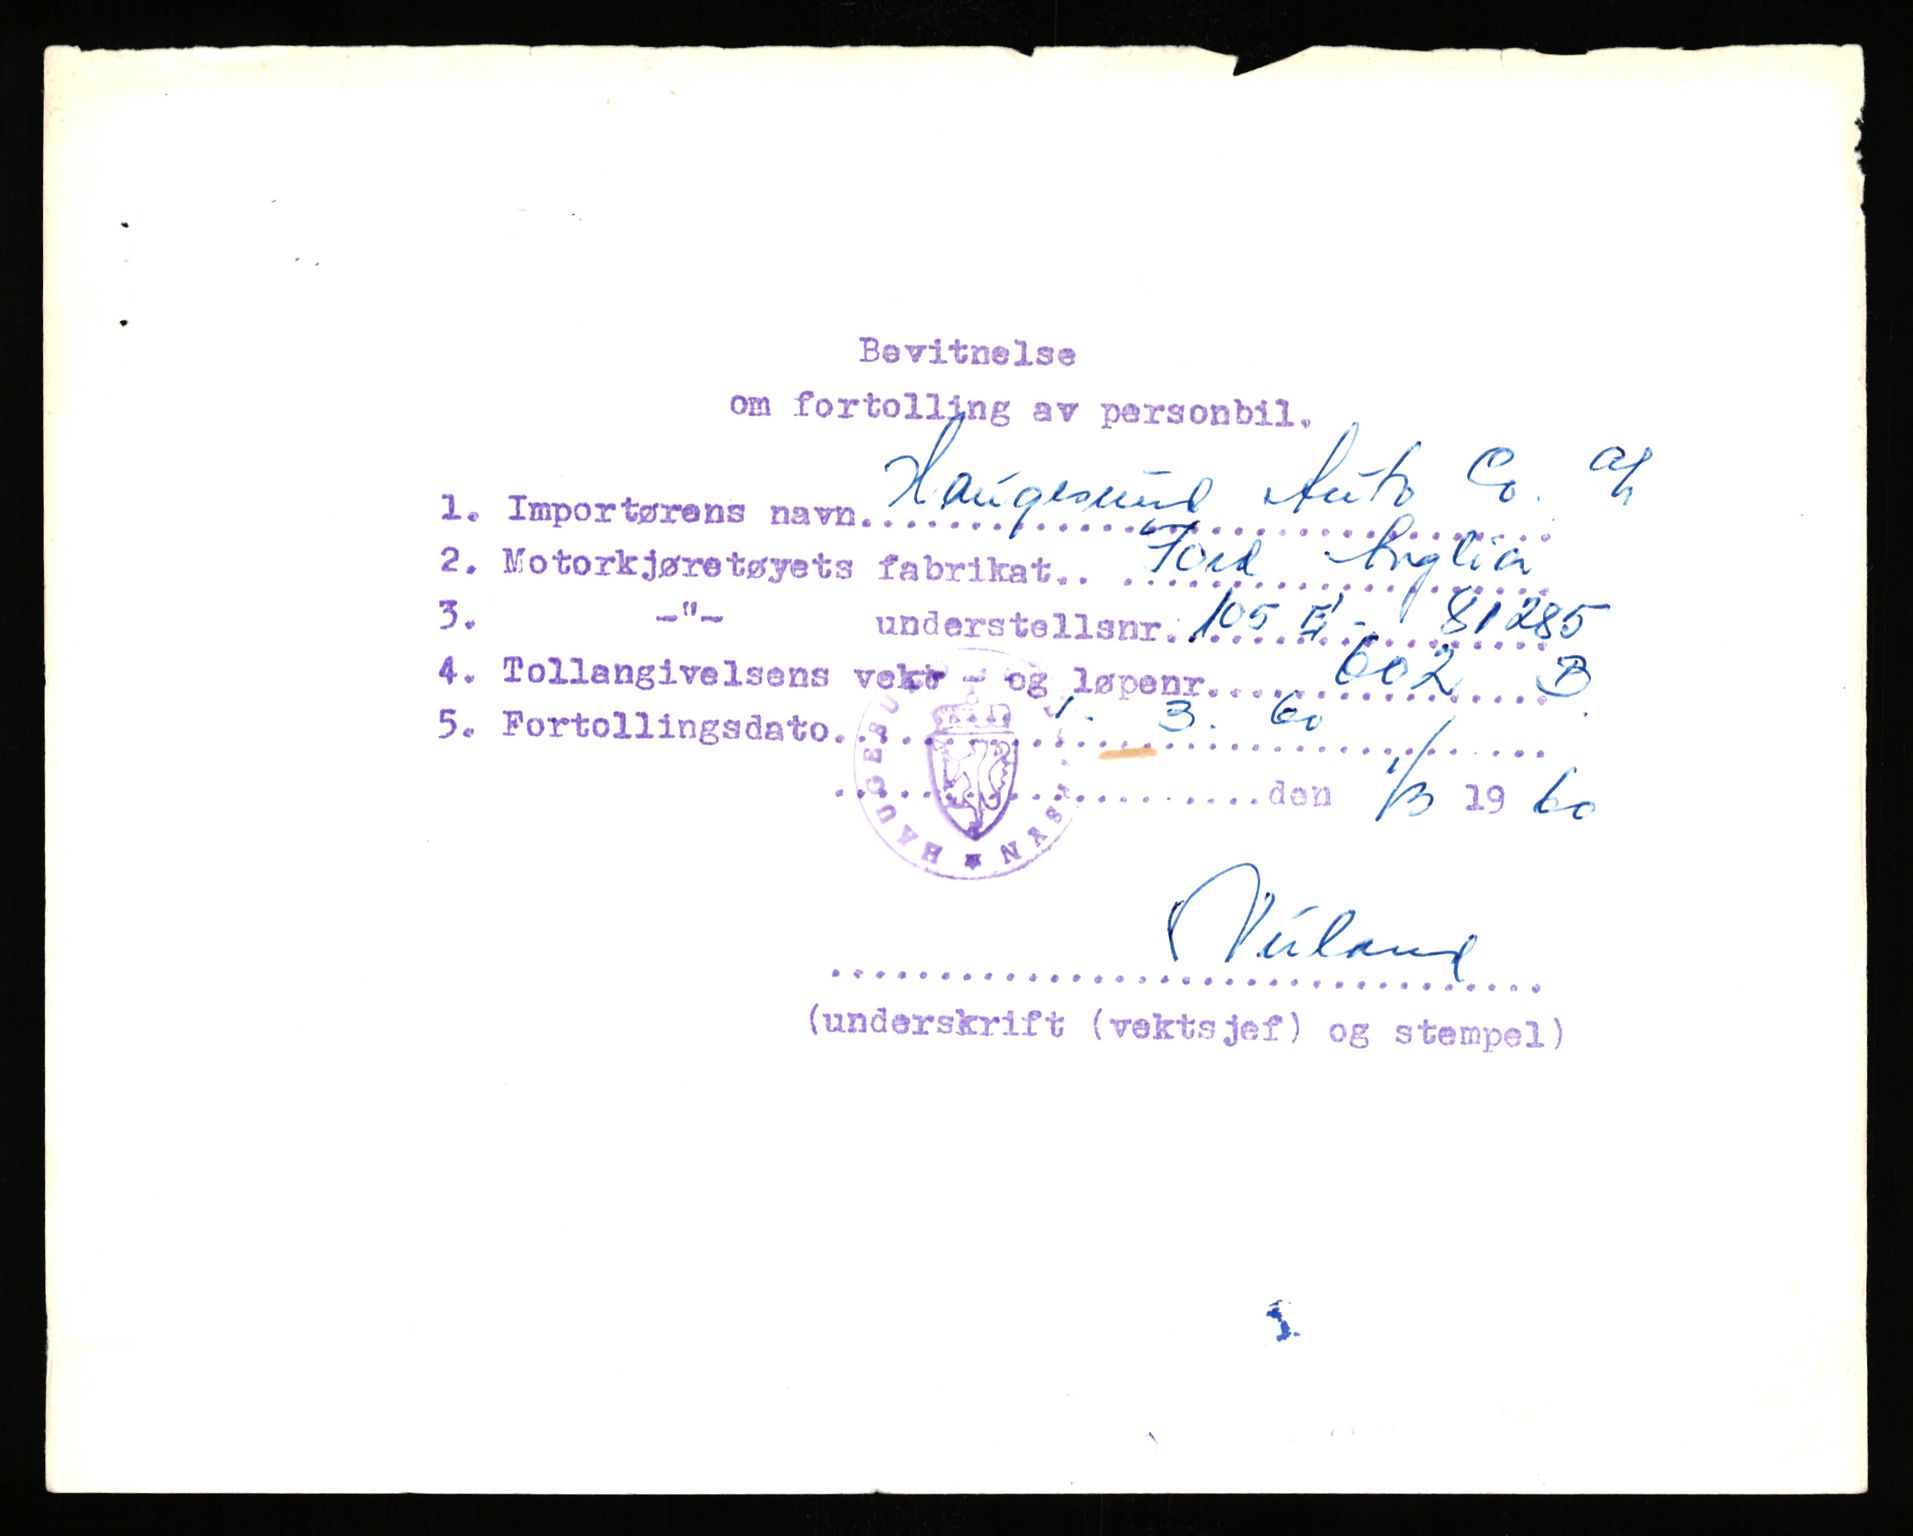 Bevitnelse
om fortolling av personbil.
1. Importørens navn. Haugesund Auto Co. A/S
2. Motorkjøretøyets fabrikat.. Ford Anglia
3. -"- understellsnr. 105 E - 81285
4. Tollangivelsens vekt - og løpenr. 602 B
5. Fortollingsdato. 1. 3. 60
den 1/3 19 60
(underskrift (vektsjef) og stempel)